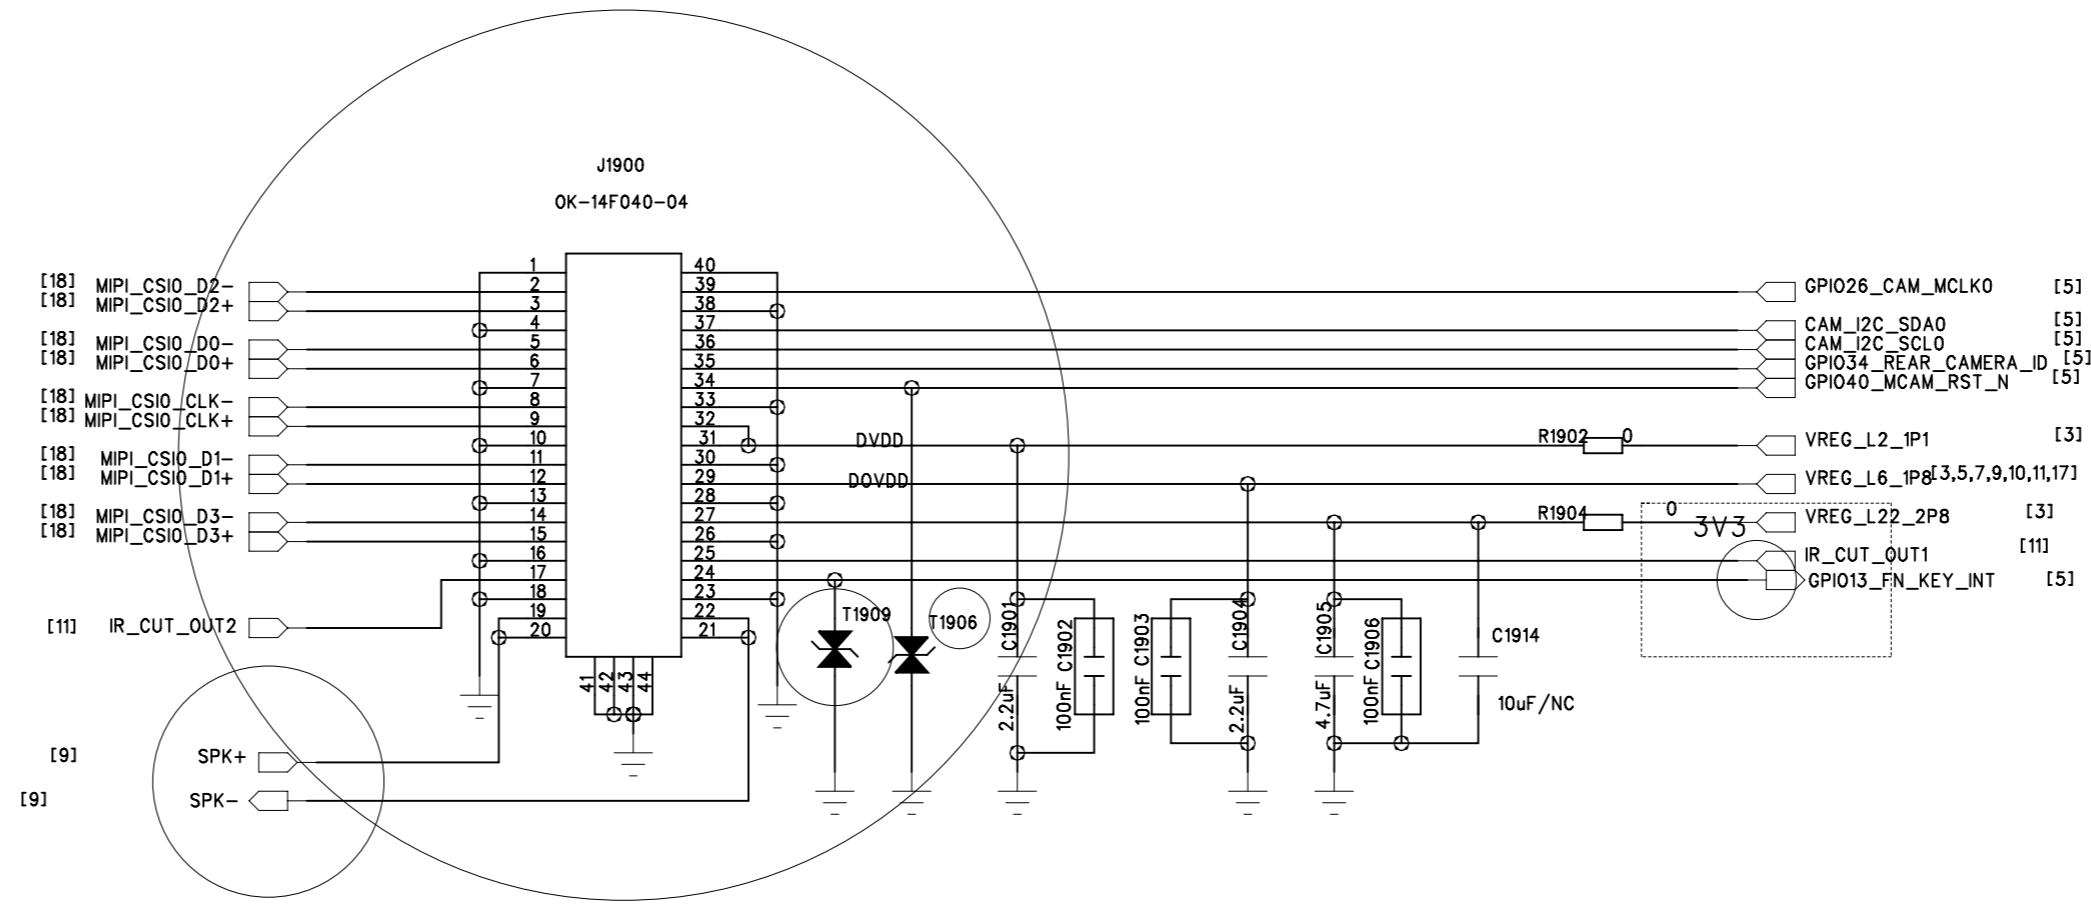 J1900
OK-14F040-04
[18] MIPI_CSI0_D2-
[18] MIPI_CSI0_D2+
[18] MIPI_CSI0_D0-
[18] MIPI_CSI0_D0+
[18] MIPI_CSI0_CLK-
[18] MIPI_CSI0_CLK+
[18] MIPI_CSI0_D1-
[18] MIPI_CSI0_D1+
[18] MIPI_CSI0_D3-
[18] MIPI_CSI0_D3+
[11] IR_CUT_OUT2
[9] SPK+
[9] SPK-
1
2
3
4
5
6
7
8
9
10
11
12
13
14
15
16
17
18
19
20
40
39
38
37
36
35
34
33
32
31
30
29
28
27
26
25
24
23
22
21
41
42
43
44
DVDD
DOVDD
T1909
T1906
C1901
2.2uF
100nF C1902
100nF C1903
C1904
2.2uF
C1905
4.7uF
100nF C1906
C1914
10uF/NC
R1902 0
R1904 0
3V3
GPIO26_CAM_MCLK0 [5]
CAM_I2C_SDA0 [5]
CAM_I2C_SCL0 [5]
GPIO34_REAR_CAMERA_ID [5]
GPIO40_MCAM_RST_N [5]
VREG_L2_1P1 [3]
VREG_L6_1P8 [3,5,7,9,10,11,17]
VREG_L22_2P8 [3]
IR_CUT_OUT1 [11]
GPIO13_FN_KEY_INT [5]